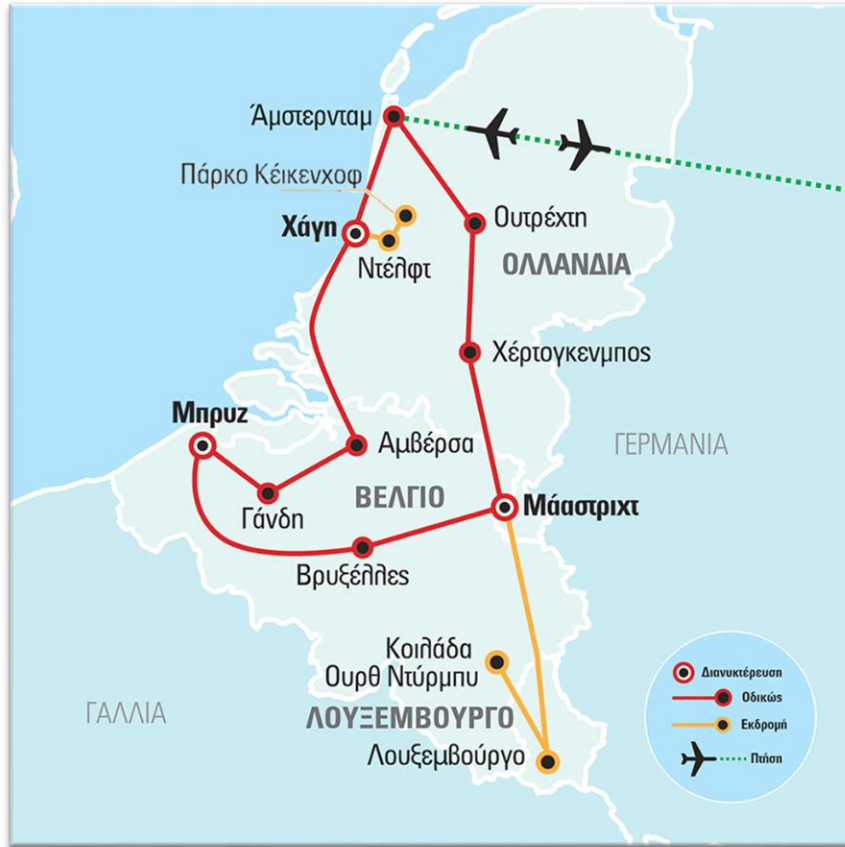 Άμστερνταμ
Πάρκο Κέικενχοφ
Χάγη
Ντέλφτ
Ουτρέχτη
ΟΛΛΑΝΔΙΑ
Χέρτογκενμπος
Μπρυζ
Αμβέρσα
ΓΕΡΜΑΝΙΑ
ΒΕΛΓΙΟ
Γάνδη
Μάαστριχτ
Βρυξέλλες
Κοιλάδα
Ουρθ Ντύρμπυ
ΓΑΛΛΙΑ
ΛΟΥΞΕΜΒΟΥΡΓΟ
Λουξεμβούργο
Διανυκτέρευση
Οδικώς
Εκδρομή
Πτήση